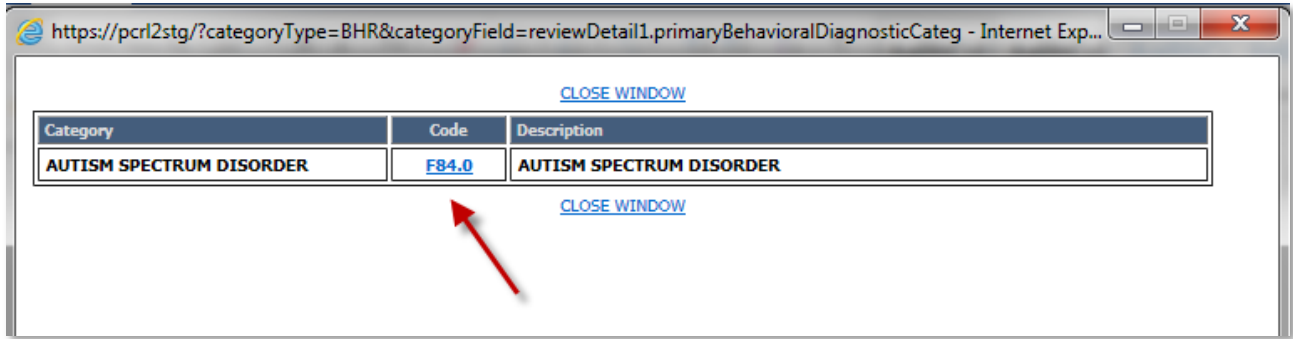 https://pcrl2stg/?categoryType=BHR&categoryField=reviewDetail1.primaryBehavioralDiagnosticCateg - Internet Exp...
CLOSE WINDOW
Category Code Description
AUTISM SPECTRUM DISORDER F84.0 AUTISM SPECTRUM DISORDER
CLOSE WINDOW